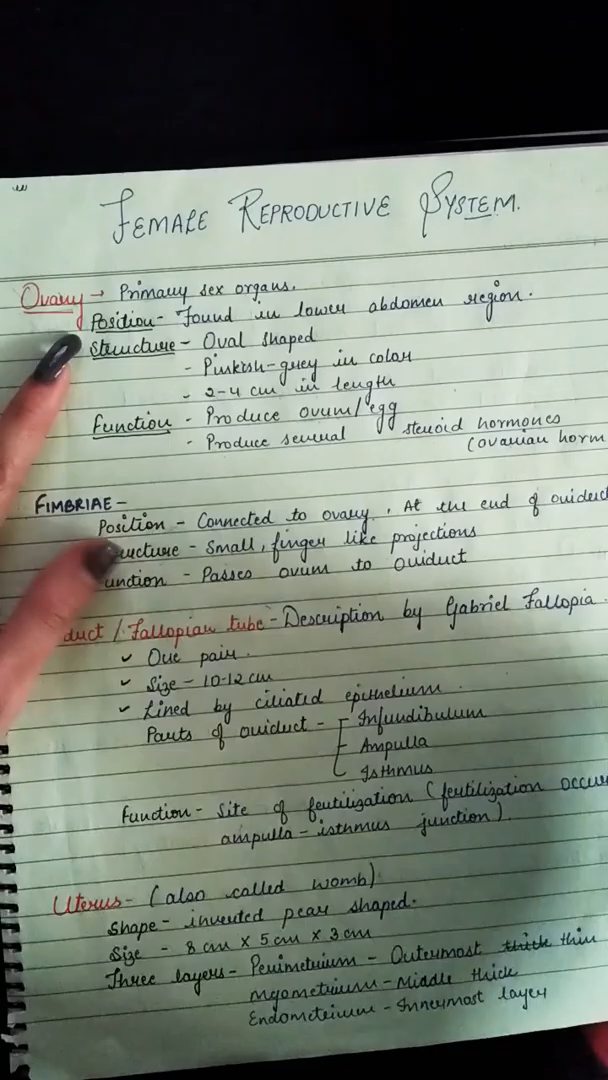 FEMALE REPRODUCTIVE SYSTEM.
Ovary → Primary sex organs.
Position - Found in lower abdomen region.
Structure - Oval shaped
- Pinkish-grey in color
- 2-4 cm in length
Function - Produce ovum/egg
- Produce several steroid hormones
(ovarian horm
FIMBRIAE -
Position - Connected to ovary, At the end of oviduct
ucture - Small, finger like projections
unction - Passes ovum to oviduct
duct / Fallopian tube - Description by Gabriel Fallopia.
✓ One pair.
✓ Size - 10-12 cm
✓ Lined by ciliated epithelium.
Parts of oviduct - Infundibulum
Ampulla
Isthmus
Function - Site of fertilization (fertilization occur
ampulla - isthmus junction).
Uterus - (also called womb)
Shape - inverted pear shaped.
Size - 8 cm X 5 cm X 3 cm
Three layers - Perimetrium - Outermost thick thin
Myometrium - Middle thick
Endometrium - Innermost layer